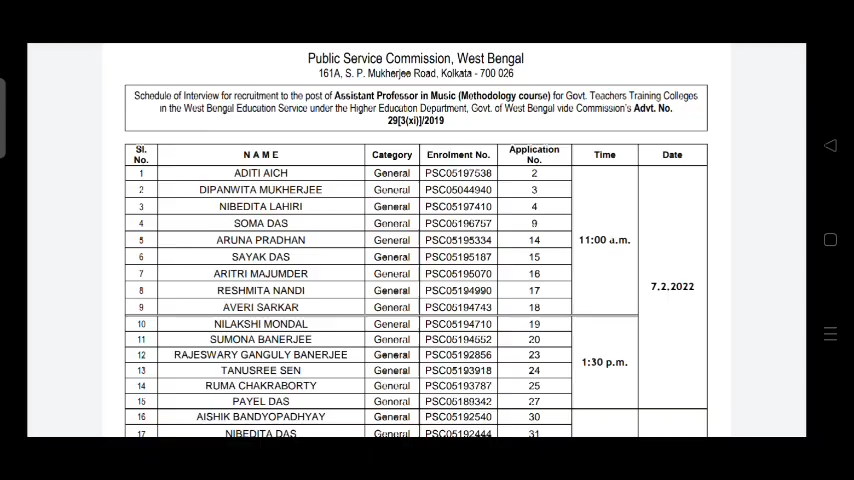 Public Service Commission, West Bengal
161A, S. P. Mukherjee Road, Kolkata - 700 026
Schedule of Interview for recruitment to the post of Assistant Professor in Music (Methodology course) for Govt. Teachers Training Colleges
in the West Bengal Education Service under the Higher Education Department, Govt. of West Bengal vide Commission's Advt. No.
29[3(xi)]/2019
Sl. No. NAME Category Enrolment No. Application No. Time Date
1 ADITI AICH General PSC05197538 2
2 DIPANWITA MUKHERJEE General PSC05044940 3
3 NIBEDITA LAHIRI General PSC05197410 4
4 SOMA DAS General PSC05196757 9
5 ARUNA PRADHAN General PSC05195334 14 11:00 a.m.
6 SAYAK DAS General PSC05195187 15
7 ARITRI MAJUMDER General PSC05195070 16
8 RESHMITA NANDI General PSC05194990 17 7.2.2022
9 AVERI SARKAR General PSC05194743 18
10 NILAKSHI MONDAL General PSC05194710 19
11 SUMONA BANERJEE General PSC05194552 20
12 RAJESWARY GANGULY BANERJEE General PSC05192856 23 1:30 p.m.
13 TANUSREE SEN General PSC05193918 24
14 RUMA CHAKRABORTY General PSC05193787 25
15 PAYEL DAS General PSC05189342 27
16 AISHIK BANDYOPADHYAY General PSC05192540 30
17 NIBEDITA DAS General PSC05192444 31